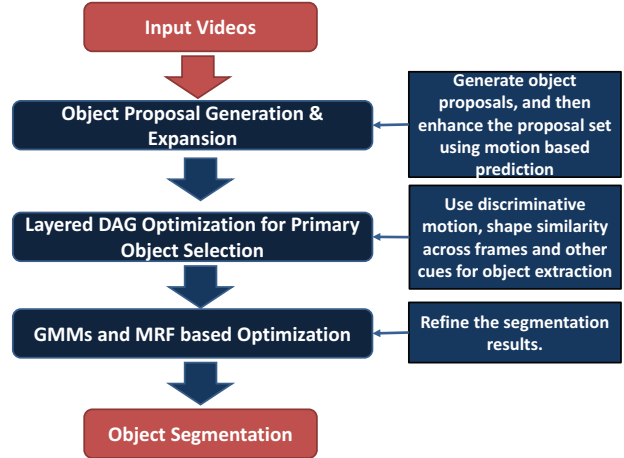 Input Videos
Object Proposal Generation &
Expansion
Generate object
proposals, and then
enhance the proposal set
using motion based
prediction
Layered DAG Optimization for Primary
Object Selection
Use discriminative
motion, shape similarity
across frames and other
cues for object extraction
GMMs and MRF based Optimization
Refine the segmentation
results.
Object Segmentation